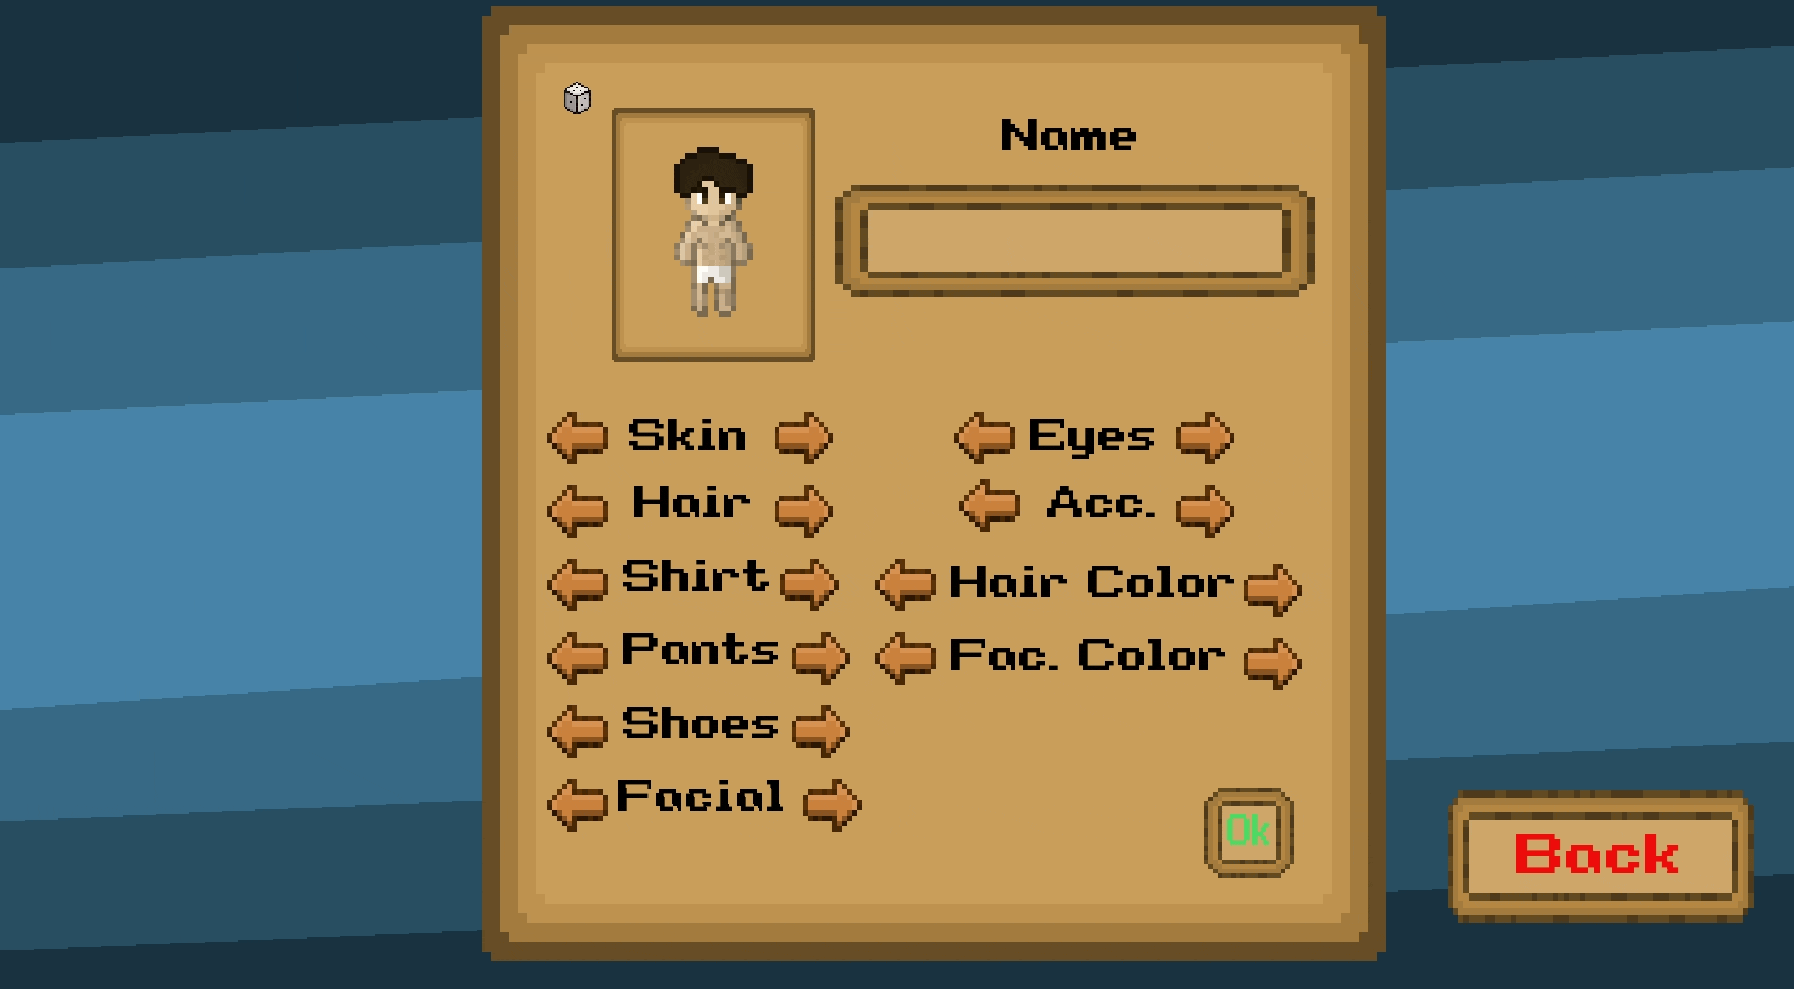 Name
Skin
Eyes
Hair
Acc.
Shirt
Hair Color
Pants
Fac. Color
Shoes
Facial
Ok
Back